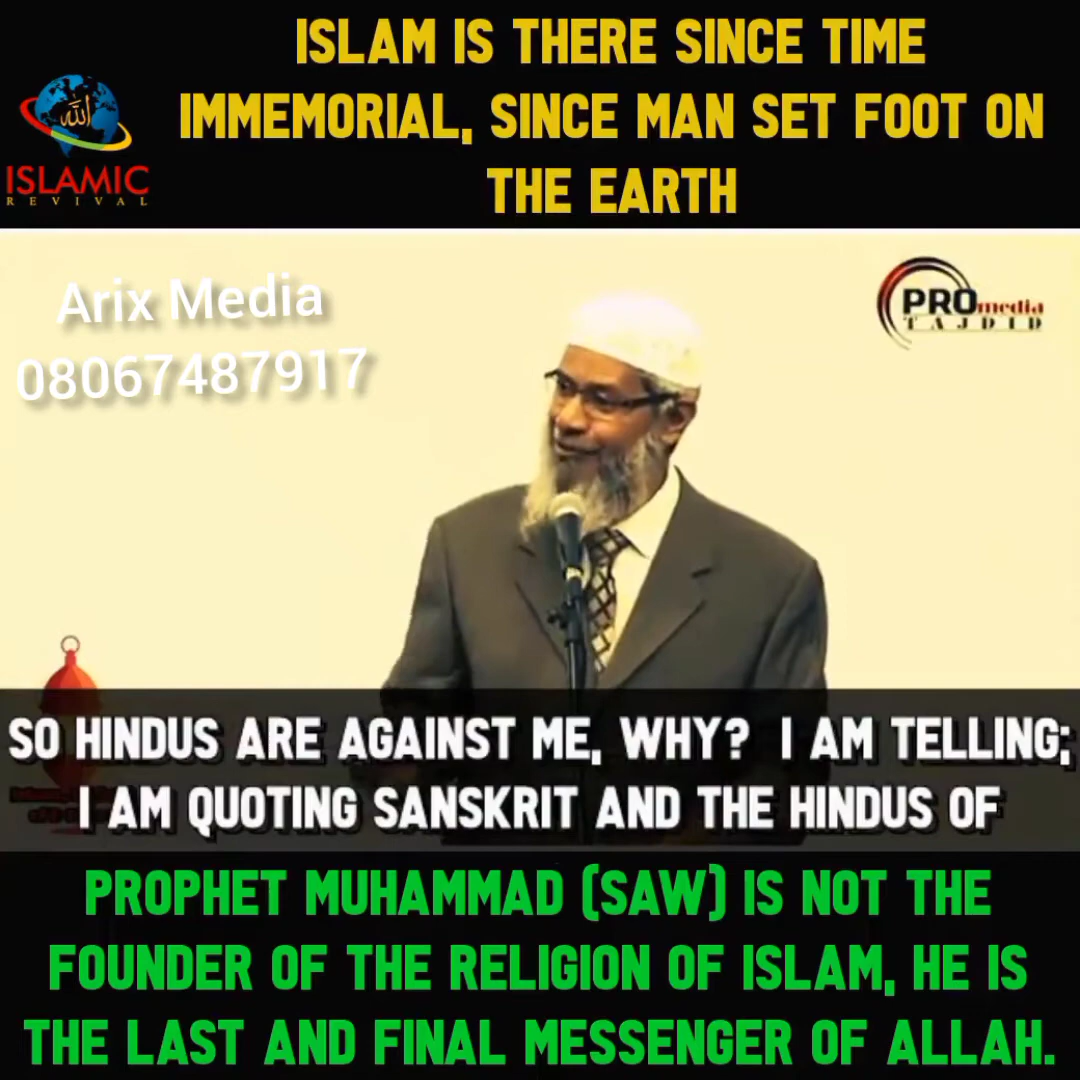 ISLAM IS THERE SINCE TIME
IMMEMORIAL, SINCE MAN SET FOOT ON
THE EARTH
الله
ISLAMIC
REVIVAL
Arix Media
08067487917
PROmedia
TAJDID
SO HINDUS ARE AGAINST ME, WHY? I AM TELLING;
I AM QUOTING SANSKRIT AND THE HINDUS OF
PROPHET MUHAMMAD (SAW) IS NOT THE
FOUNDER OF THE RELIGION OF ISLAM, HE IS
THE LAST AND FINAL MESSENGER OF ALLAH.